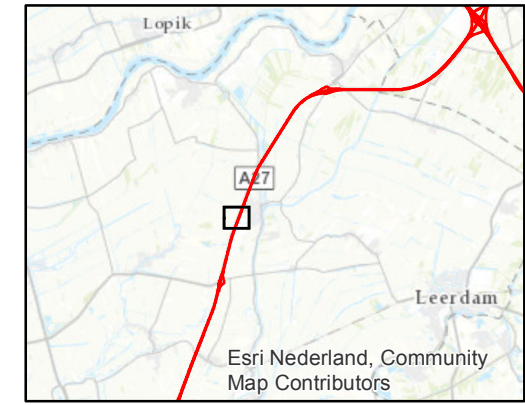 Lopik
A27
Leerdam
Esri Nederland, Community
Map Contributors